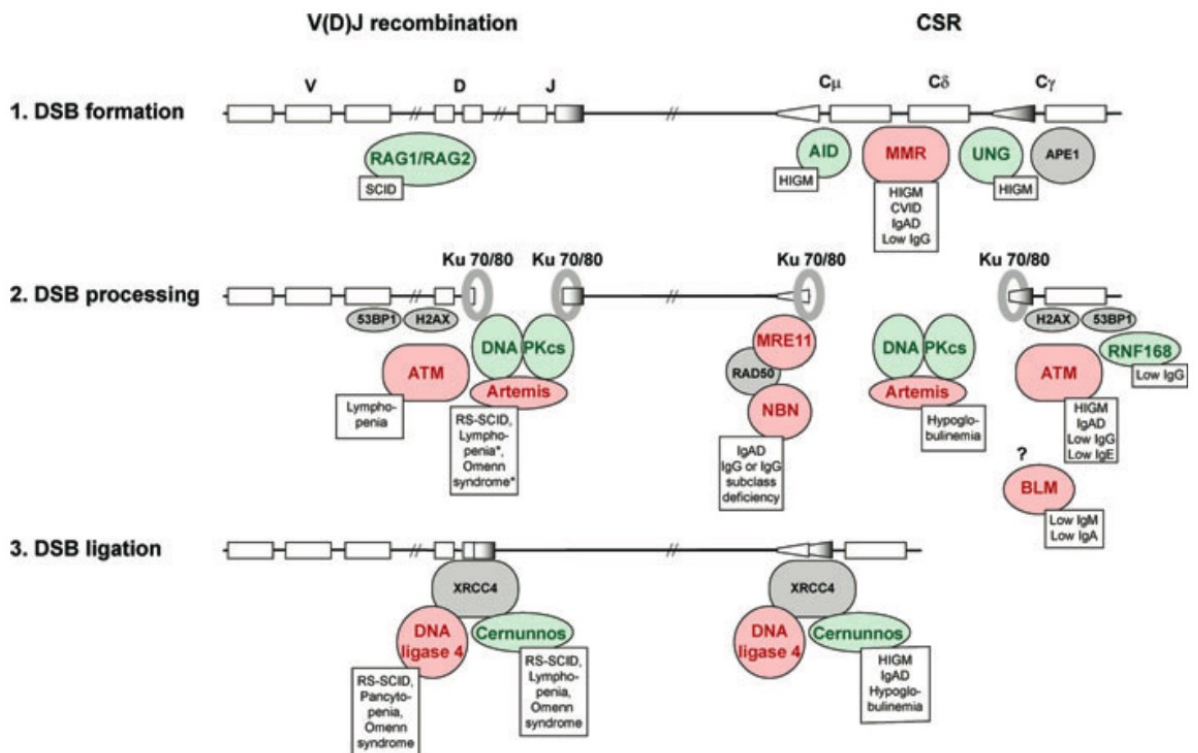 V(D)J recombination
CSR
V
D
J
Cμ
Cδ
Cγ
1. DSB formation
//
//
//
RAG1/RAG2
SCID
AID
HIGM
MMR
HIGM
CVID
IgAD
Low IgG
UNG
HIGM
APE1
Ku 70/80
Ku 70/80
Ku 70/80
Ku 70/80
2. DSB processing
//
//
53BP1
H2AX
ATM
Lympho-
penia
DNA
PKcs
Artemis
RS-SCID,
Lympho-
penia*,
Omenn
syndrome*
MRE11
RAD50
NBN
IgAD
IgG or IgG
subclass
deficiency
DNA
PKcs
Artemis
Hypoglo-
bulinemia
H2AX
53BP1
RNF168
Low IgG
ATM
HIGM
IgAD
Low IgG
Low IgE
?
BLM
Low IgM
Low IgA
3. DSB ligation
//
//
XRCC4
DNA
ligase 4
Cernunnos
RS-SCID,
Pancyto-
penia,
Omenn
syndrome
RS-SCID,
Lympho-
penia,
Omenn
syndrome
XRCC4
DNA
ligase 4
Cernunnos
HIGM
IgAD
Hypoglo-
bulinemia